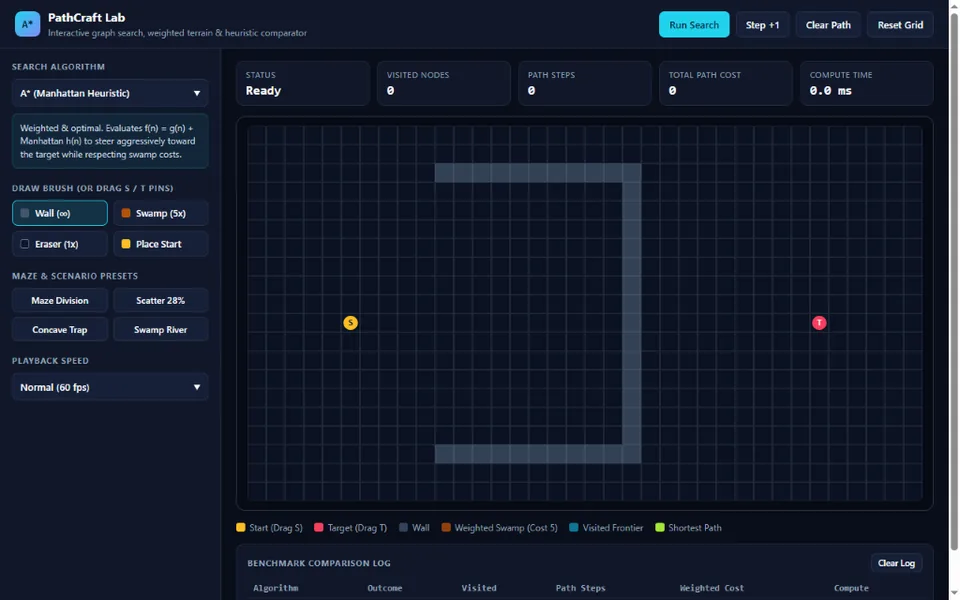 A*
PathCraft Lab
Interactive graph search, weighted terrain & heuristic comparator
Run Search
Step +1
Clear Path
Reset Grid
SEARCH ALGORITHM
A* (Manhattan Heuristic)
Weighted & optimal. Evaluates f(n) = g(n) +
Manhattan h(n) to steer aggressively toward
the target while respecting swamp costs.
DRAW BRUSH (OR DRAG S / T PINS)
Wall (∞)
Swamp (5x)
Eraser (1x)
Place Start
MAZE & SCENARIO PRESETS
Maze Division
Scatter 28%
Concave Trap
Swamp River
PLAYBACK SPEED
Normal (60 fps)
STATUS
Ready
VISITED NODES
0
PATH STEPS
0
TOTAL PATH COST
0
COMPUTE TIME
0.0 ms
S
T
Start (Drag S)
Target (Drag T)
Wall
Weighted Swamp (Cost 5)
Visited Frontier
Shortest Path
BENCHMARK COMPARISON LOG
Clear Log
Algorithm
Outcome
Visited
Path Steps
Weighted Cost
Compute